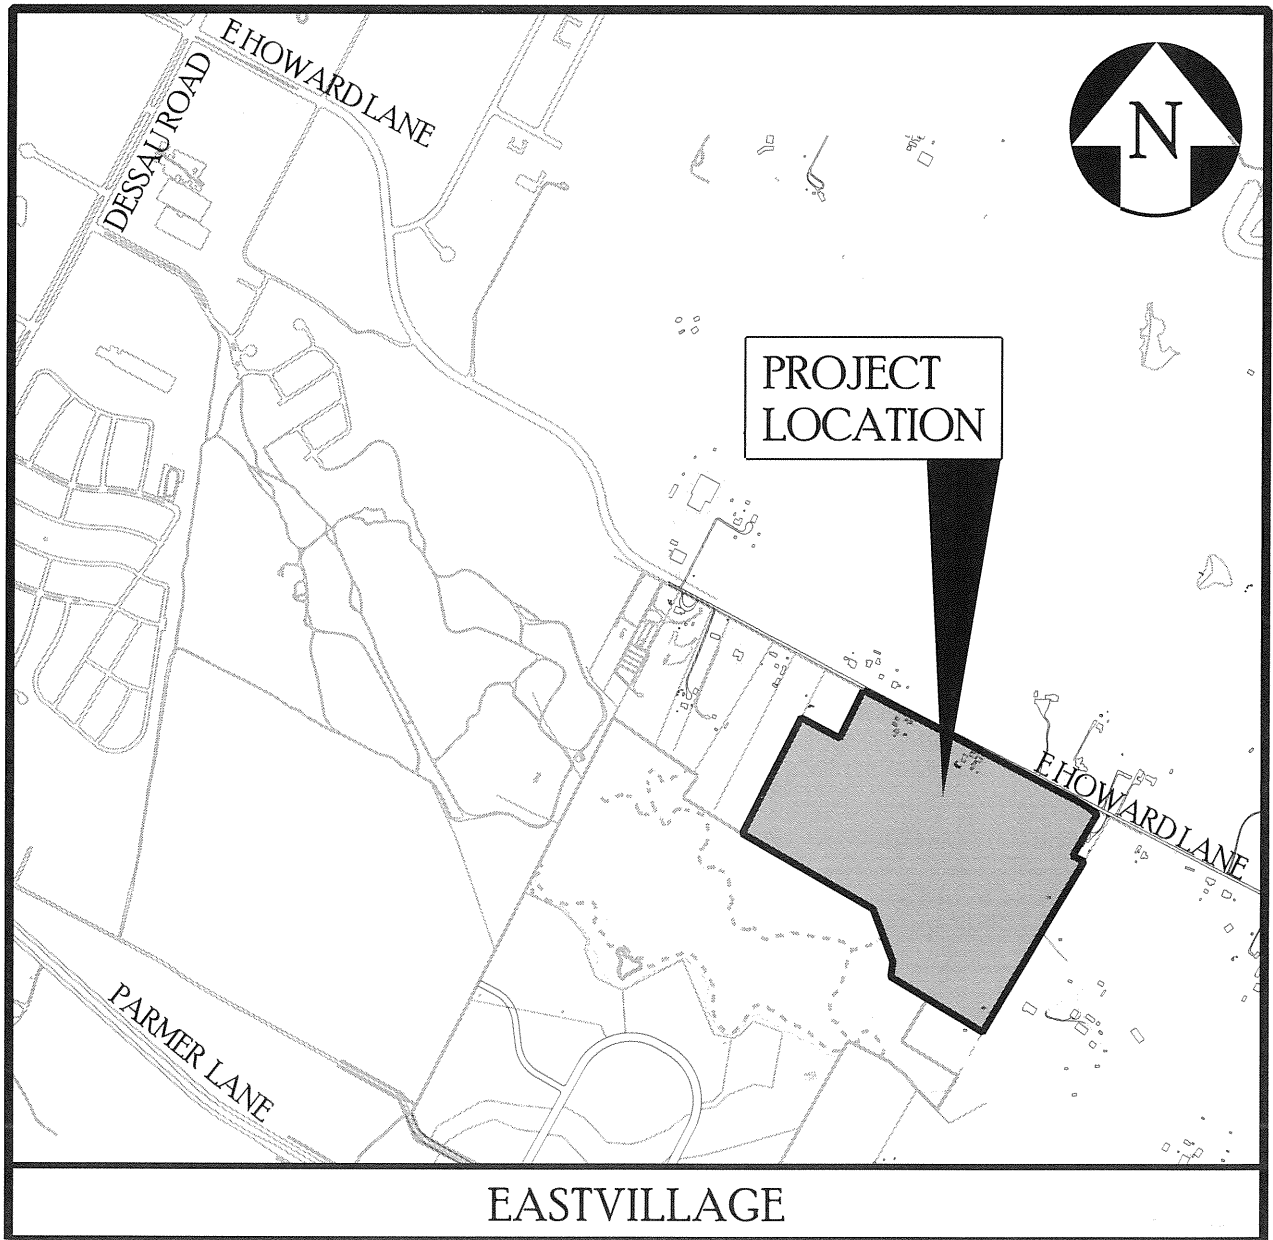 E HOWARD LANE
DESSAU ROAD
N
PROJECT
LOCATION
E HOWARD LANE
PARMER LANE
EASTVILLAGE